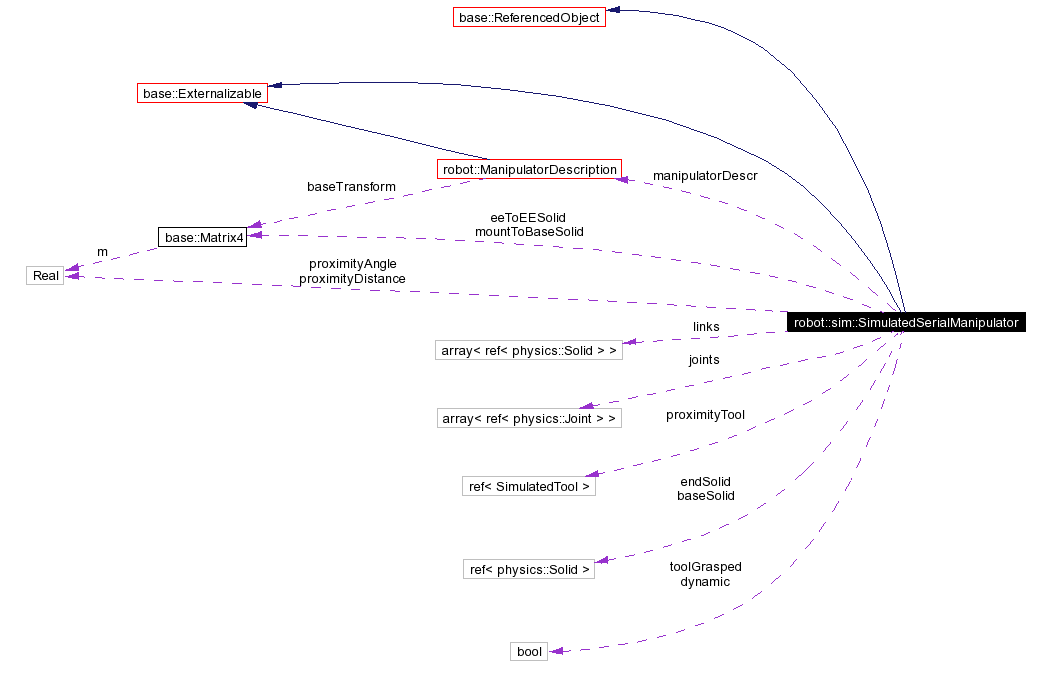 base::ReferencedObject
base::Externalizable
robot::ManipulatorDescription
manipulatorDescr
baseTransform
eeToEESolid
mountToBaseSolid
base::Matrix4
m
proximityAngle
proximityDistance
Real
robot::sim::SimulatedSerialManipulator
links
array< ref< physics::Solid > >
joints
array< ref< physics::Joint > >
proximityTool
ref< SimulatedTool >
endSolid
baseSolid
ref< physics::Solid >
toolGrasped
dynamic
bool